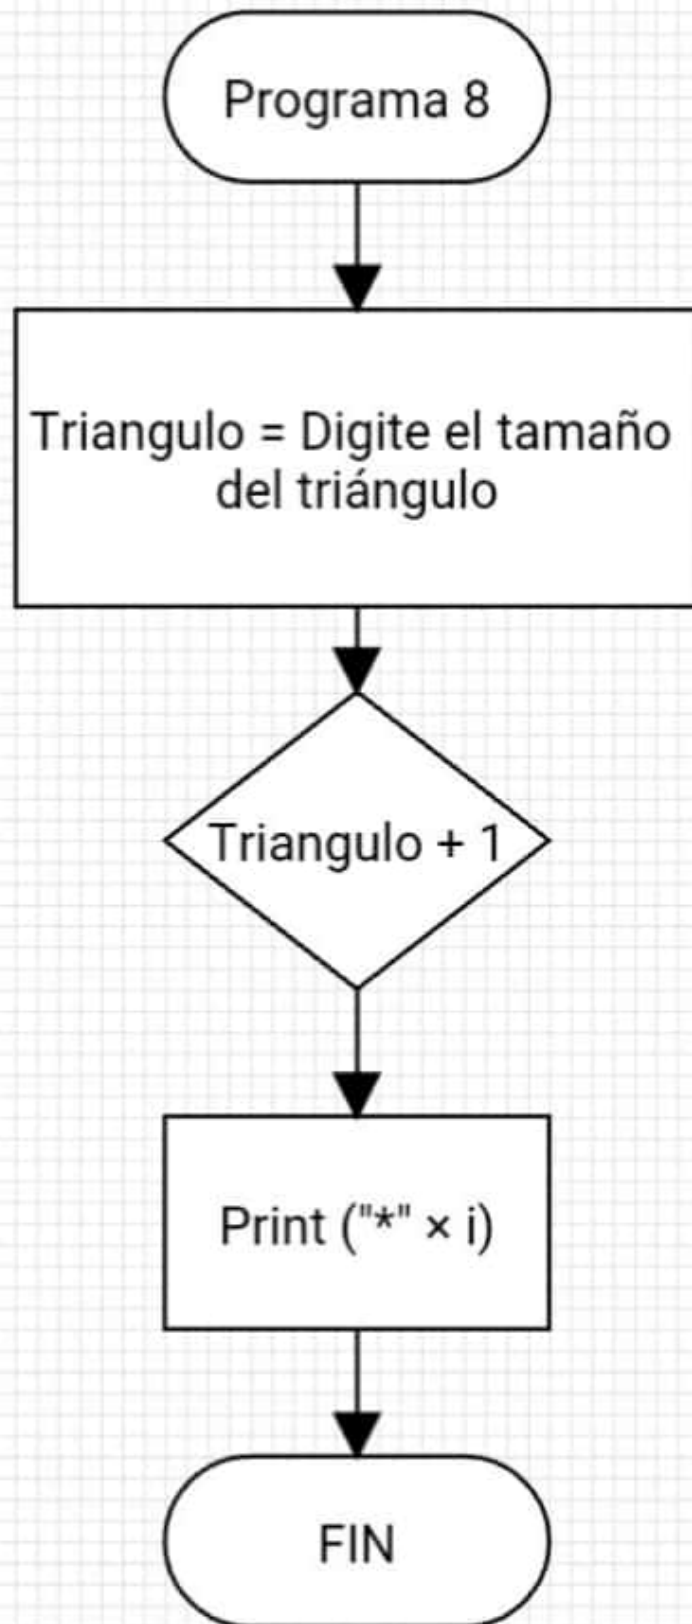 Programa 8
Triangulo = Digite el tamaño
del triángulo
Triangulo + 1
Print ("*" × i)
FIN